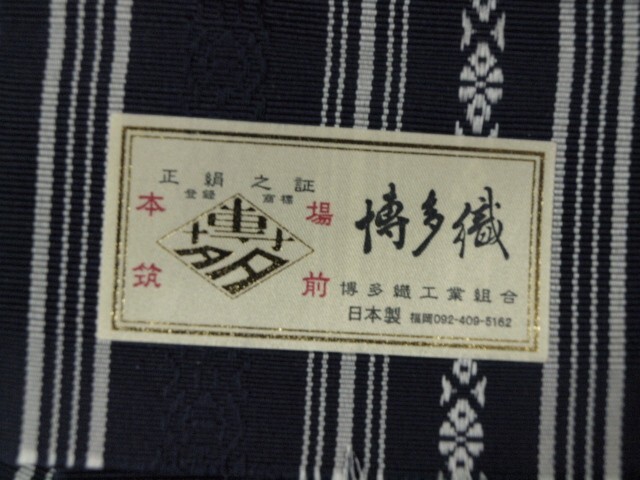 正絹之証
登録 商標
本 場
博多
筑 前
博多織
博多織工業組合
日本製 福岡092-409-5162